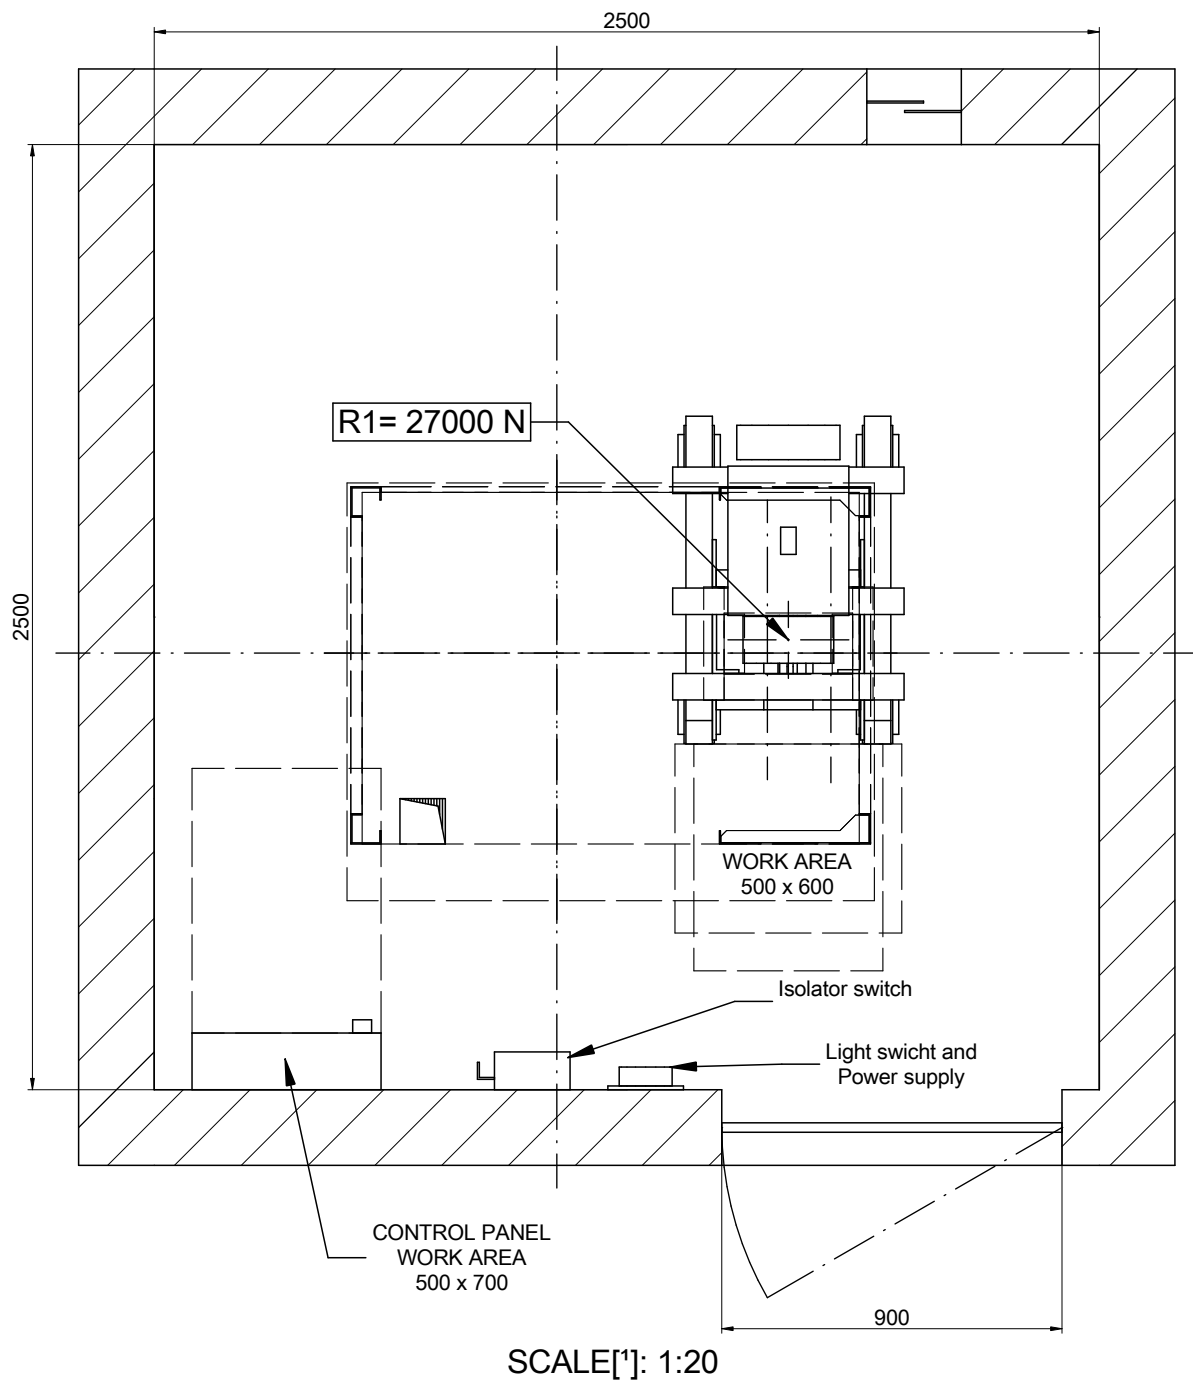 2500
2500
R1= 27000 N
WORK AREA
500 x 600
Isolator switch
Light swicht and
Power supply
CONTROL PANEL
WORK AREA
500 x 700
900
SCALE[¹]: 1:20